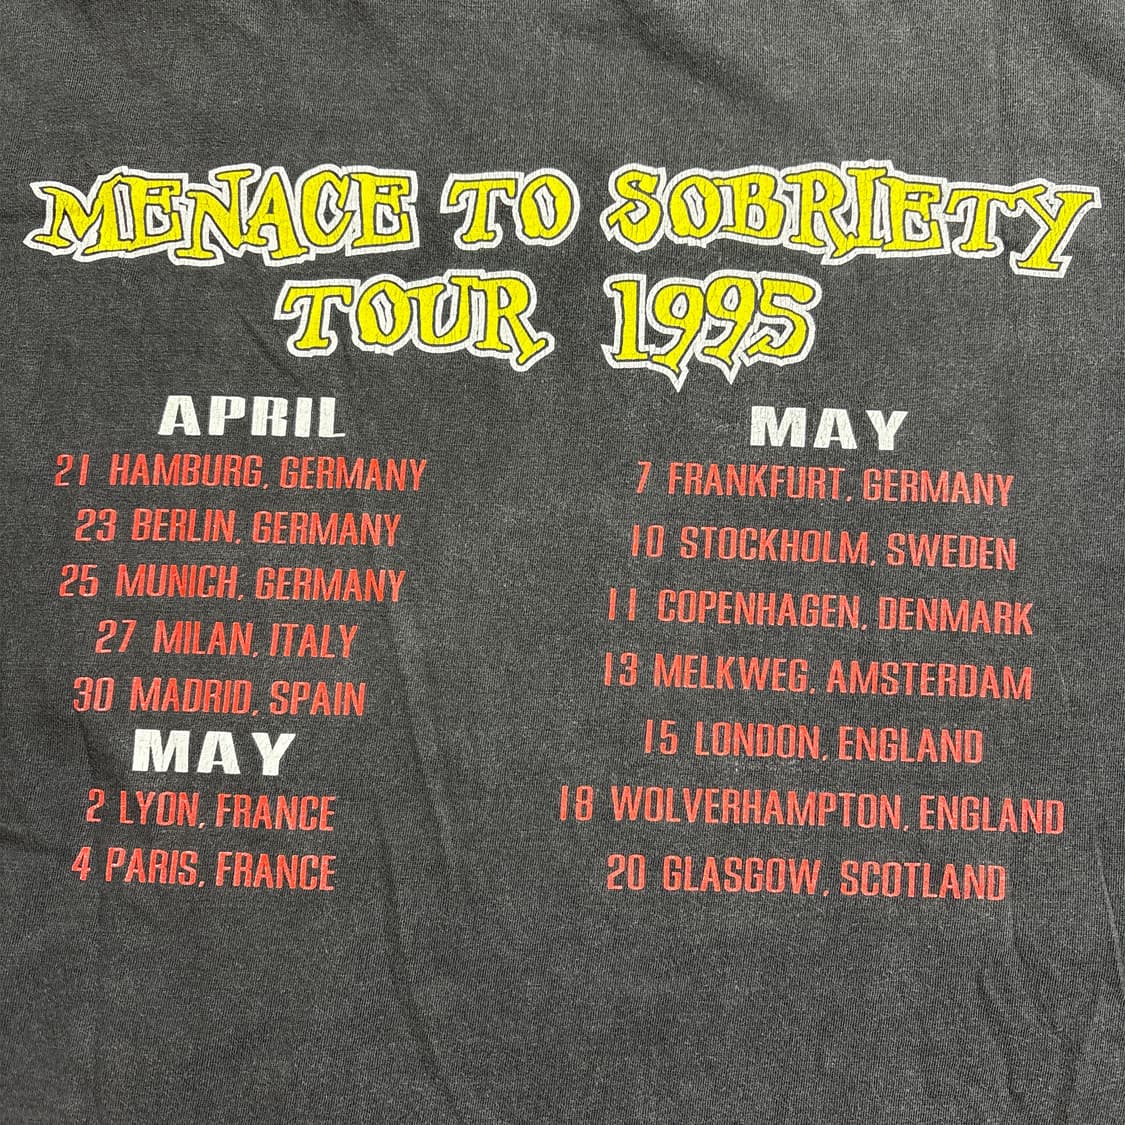 MENACE TO SOBRIETY
TOUR 1995
APRIL
21 HAMBURG, GERMANY
23 BERLIN, GERMANY
25 MUNICH, GERMANY
27 MILAN, ITALY
30 MADRID, SPAIN
MAY
2 LYON, FRANCE
4 PARIS, FRANCE
MAY
7 FRANKFURT, GERMANY
10 STOCKHOLM, SWEDEN
11 COPENHAGEN, DENMARK
13 MELKWEG, AMSTERDAM
15 LONDON, ENGLAND
18 WOLVERHAMPTON, ENGLAND
20 GLASGOW, SCOTLAND